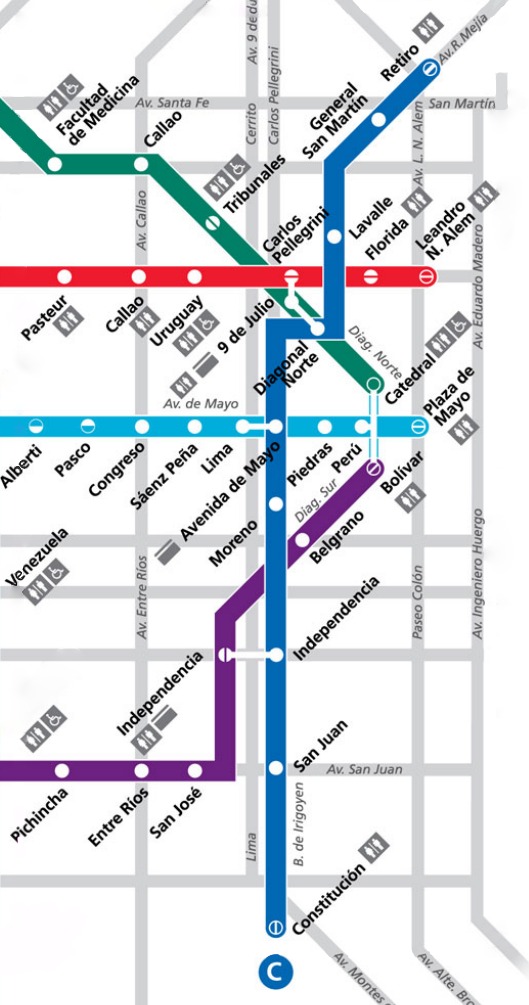 Av. 9 de
Carlos Pellegrini
Cerrito
Av.R.Mejía
Retiro
Facultad
de Medicina
Av. Santa Fe
Callao
General
San Martín
San Martín
Av. L. N. Alem
Tribunales
Av. Callao
Carlos
Pellegrini
Lavalle
Florida
Leandro
N. Alem
Av. Eduardo Madero
Pasteur
Callao
Uruguay
9 de Julio
Diagonal
Norte
Diag. Norte
Catedral
Av. de Mayo
Plaza de
Mayo
Alberti
Pasco
Congreso
Sáenz Peña
Lima
Avenida de Mayo
Piedras
Perú
Bolívar
Diag. Sur
Moreno
Belgrano
Venezuela
Av. Entre Ríos
Paseo Colón
Av. Ingeniero Huergo
Independencia
Independencia
San Juan
Av. San Juan
Pichincha
Entre Ríos
San José
Lima
B. de Irigoyen
Constitución
C
Av. Montes
Av. Alte. Br